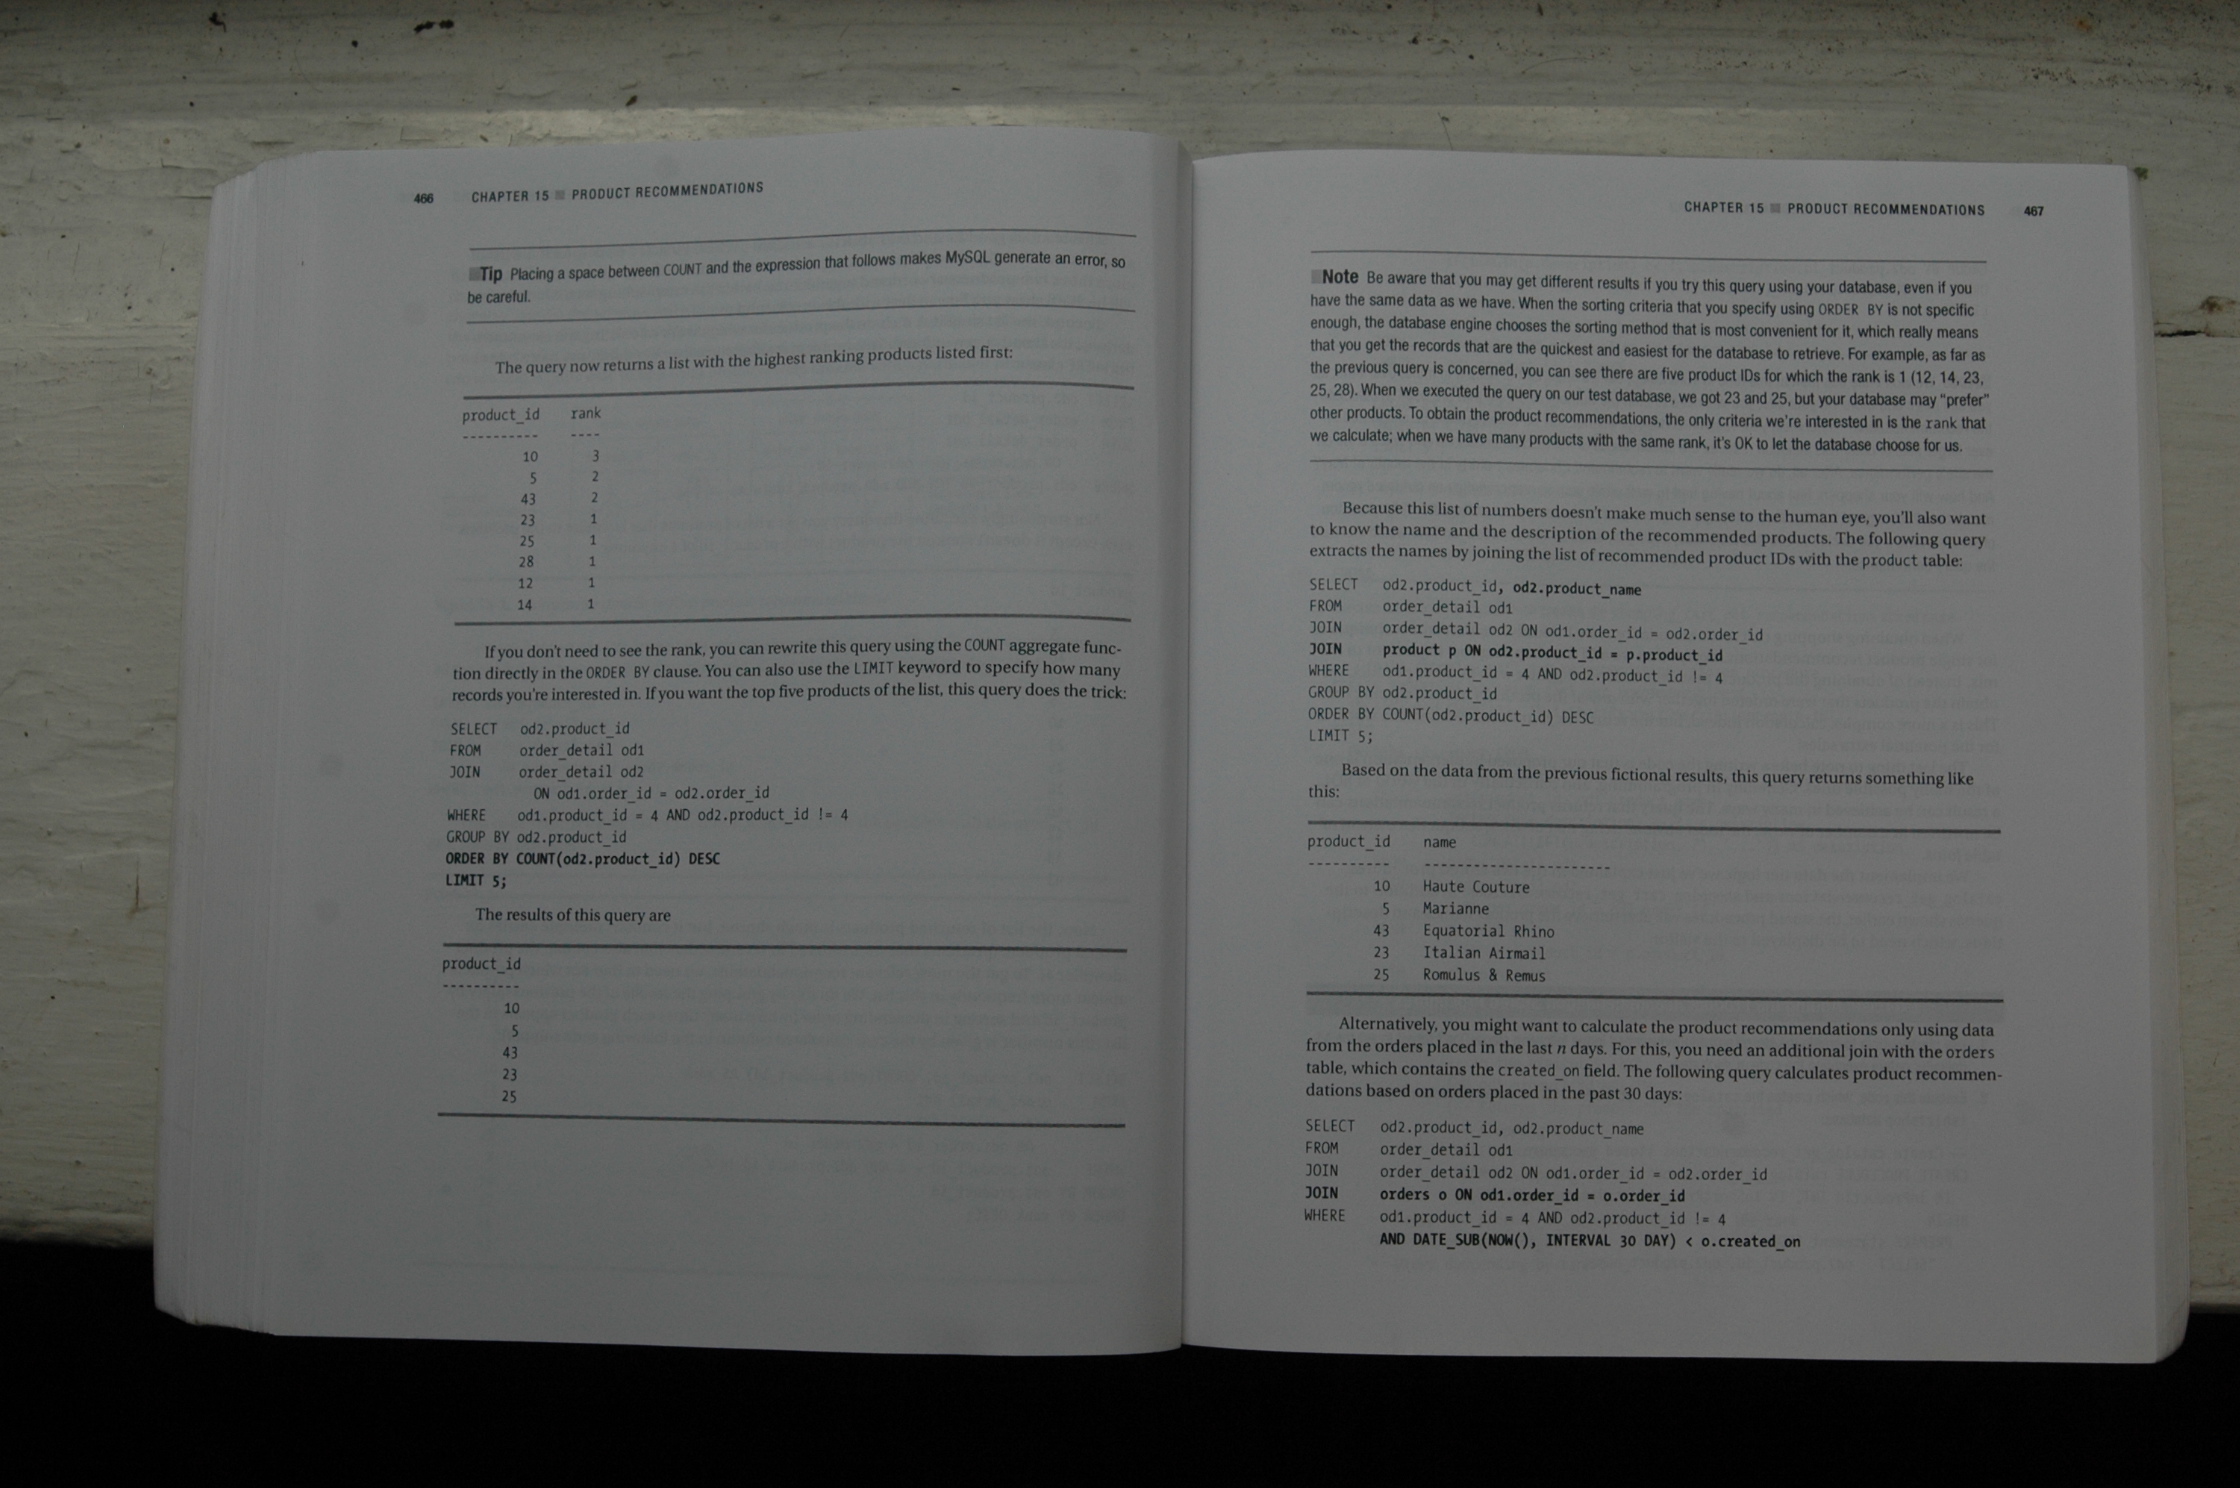 466 CHAPTER 15 ■ PRODUCT RECOMMENDATIONS
■Tip Placing a space between COUNT and the expression that follows makes MySQL generate an error, so
be careful.
The query now returns a list with the highest ranking products listed first:
product_id rank
---------- ----
10 3
5 2
43 2
23 1
25 1
28 1
12 1
14 1
If you don't need to see the rank, you can rewrite this query using the COUNT aggregate func-
tion directly in the ORDER BY clause. You can also use the LIMIT keyword to specify how many
records you're interested in. If you want the top five products of the list, this query does the trick:
SELECT od2.product_id
FROM order_detail od1
JOIN order_detail od2
ON od1.order_id = od2.order_id
WHERE od1.product_id = 4 AND od2.product_id != 4
GROUP BY od2.product_id
ORDER BY COUNT(od2.product_id) DESC
LIMIT 5;
The results of this query are
product_id
----------
10
5
43
23
25
CHAPTER 15 ■ PRODUCT RECOMMENDATIONS 467
■Note Be aware that you may get different results if you try this query using your database, even if you
have the same data as we have. When the sorting criteria that you specify using ORDER BY is not specific
enough, the database engine chooses the sorting method that is most convenient for it, which really means
that you get the records that are the quickest and easiest for the database to retrieve. For example, as far as
the previous query is concerned, you can see there are five product IDs for which the rank is 1 (12, 14, 23,
25, 28). When we executed the query on our test database, we got 23 and 25, but your database may "prefer"
other products. To obtain the product recommendations, the only criteria we're interested in is the rank that
we calculate; when we have many products with the same rank, it's OK to let the database choose for us.
Because this list of numbers doesn't make much sense to the human eye, you'll also want
to know the name and the description of the recommended products. The following query
extracts the names by joining the list of recommended product IDs with the product table:
SELECT od2.product_id, od2.product_name
FROM order_detail od1
JOIN order_detail od2 ON od1.order_id = od2.order_id
JOIN product p ON od2.product_id = p.product_id
WHERE od1.product_id = 4 AND od2.product_id != 4
GROUP BY od2.product_id
ORDER BY COUNT(od2.product_id) DESC
LIMIT 5;
Based on the data from the previous fictional results, this query returns something like
this:
product_id name
---------- -----------------------
10 Haute Couture
5 Marianne
43 Equatorial Rhino
23 Italian Airmail
25 Romulus & Remus
Alternatively, you might want to calculate the product recommendations only using data
from the orders placed in the last n days. For this, you need an additional join with the orders
table, which contains the created_on field. The following query calculates product recommen-
dations based on orders placed in the past 30 days:
SELECT od2.product_id, od2.product_name
FROM order_detail od1
JOIN order_detail od2 ON od1.order_id = od2.order_id
JOIN orders o ON od1.order_id = o.order_id
WHERE od1.product_id = 4 AND od2.product_id != 4
AND DATE_SUB(NOW(), INTERVAL 30 DAY) < o.created_on